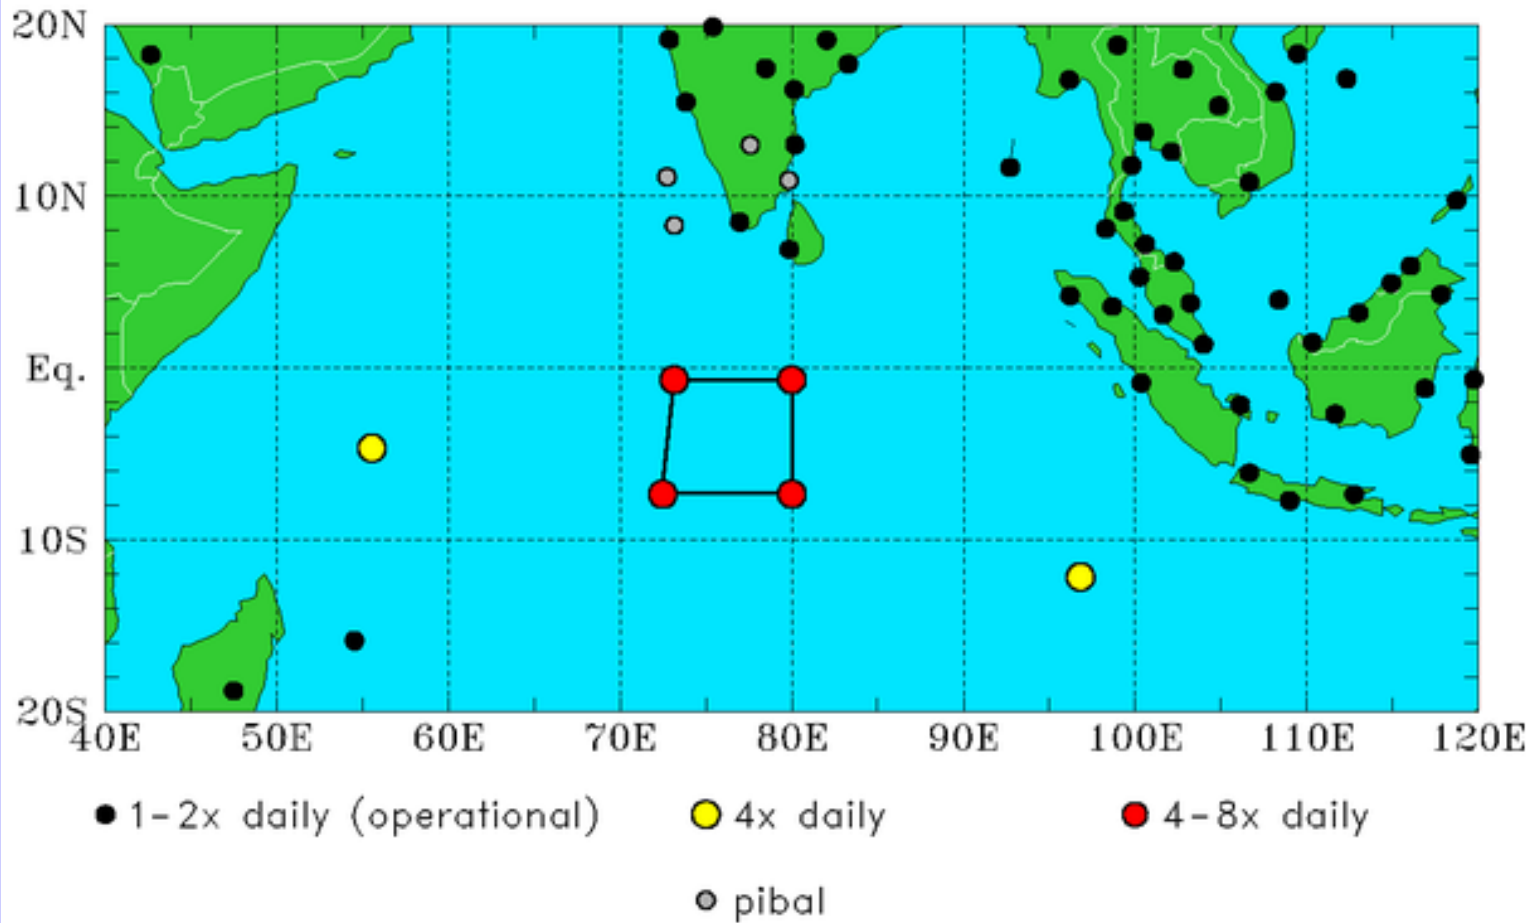 20N
10N
Eq.
10S
20S
40E 50E 60E 70E 80E 90E 100E 110E 120E
1-2x daily (operational) 4x daily 4-8x daily
pibal